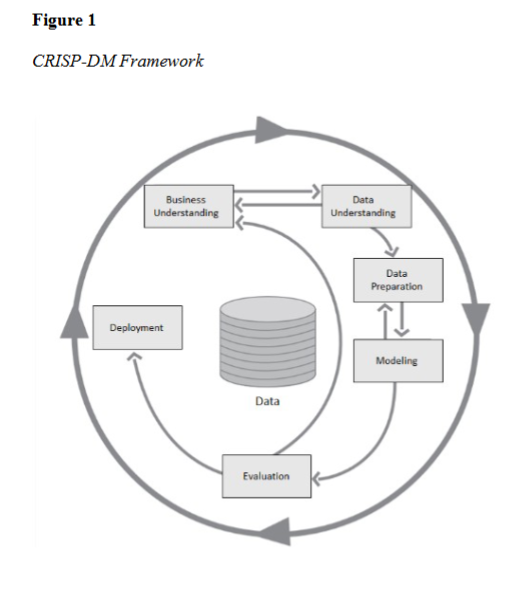 Figure 1
CRISP-DM Framework
Business
Understanding
Data
Understanding
Data
Preparation
Modeling
Deployment
Data
Evaluation